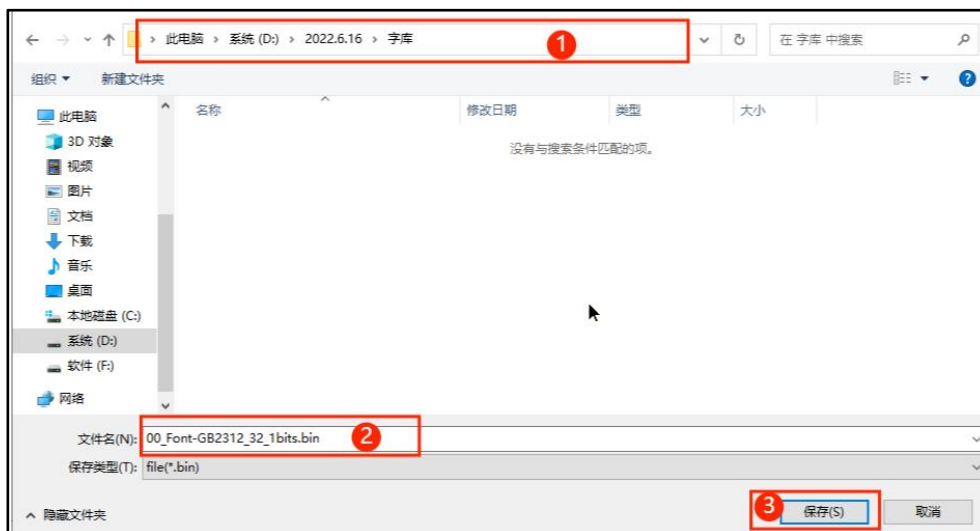 此电脑 › 系统 (D:) › 2022.6.16 › 字库 1 在 字库 中搜索
组织 新建文件夹 ?
名称 修改日期 类型 大小
没有与搜索条件匹配的项。
此电脑
3D 对象
视频
图片
文档
下载
音乐
桌面
本地磁盘 (C:)
系统 (D:)
软件 (F:)
网络
文件名(N): 00_Font-GB2312_32_1bits.bin 2
保存类型(T): file(*.bin)
隐藏文件夹 3 保存(S) 取消